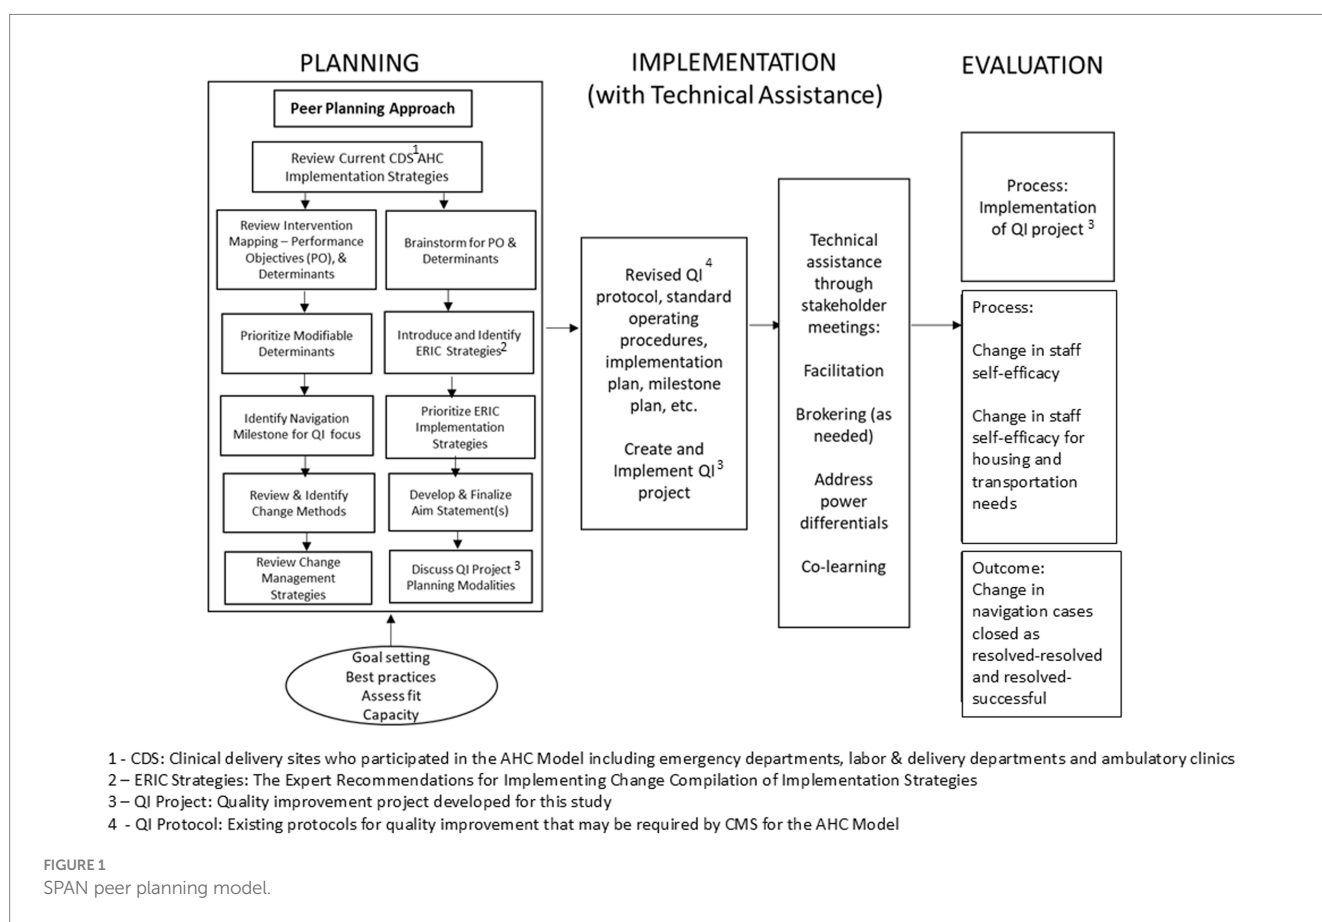 PLANNING
Peer Planning Approach
Review Current CDS1 AHC
Implementation Strategies
Review Intervention
Mapping – Performance
Objectives (PO), &
Determinants
Prioritize Modifiable
Determinants
Identify Navigation
Milestone for QI focus
Review & Identify
Change Methods
Review Change
Management
Strategies
Brainstorm for PO &
Determinants
Introduce and Identify
ERIC Strategies2
Prioritize ERIC
Implementation
Strategies
Develop & Finalize
Aim Statement(s)
Discuss QI Project 3
Planning Modalities
Goal setting
Best practices
Assess fit
Capacity
IMPLEMENTATION
(with Technical Assistance)
Revised QI 4
protocol, standard
operating
procedures,
implementation
plan, milestone
plan, etc.
Create and
Implement QI3
project
Technical
assistance
through
stakeholder
meetings:
Facilitation
Brokering (as
needed)
Address
power
differentials
Co-learning
EVALUATION
Process:
Implementation
of QI project 3
Process:
Change in staff
self-efficacy
Change in staff
self-efficacy for
housing and
transportation
needs
Outcome:
Change in
navigation cases
closed as
resolved-resolved
and resolved-
successful
1 - CDS: Clinical delivery sites who participated in the AHC Model including emergency departments, labor & delivery departments and ambulatory clinics
2 – ERIC Strategies: The Expert Recommendations for Implementing Change Compilation of Implementation Strategies
3 – QI Project: Quality improvement project developed for this study
4 - QI Protocol: Existing protocols for quality improvement that may be required by CMS for the AHC Model
FIGURE 1
SPAN peer planning model.